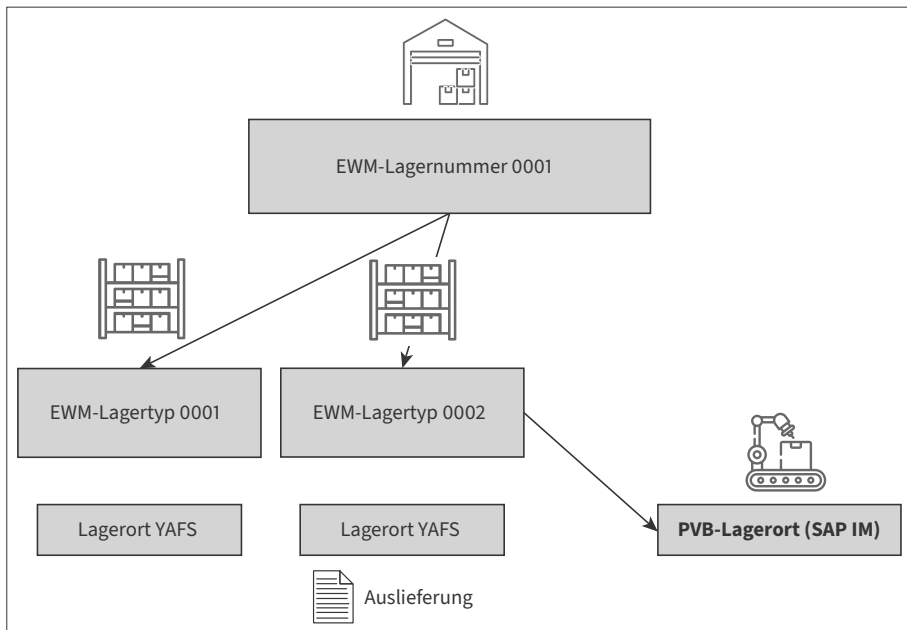 EWM-Lagernummer 0001
EWM-Lagertyp 0001
EWM-Lagertyp 0002
Lagerort YAFS
Lagerort YAFS
PVB-Lagerort (SAP IM)
Auslieferung